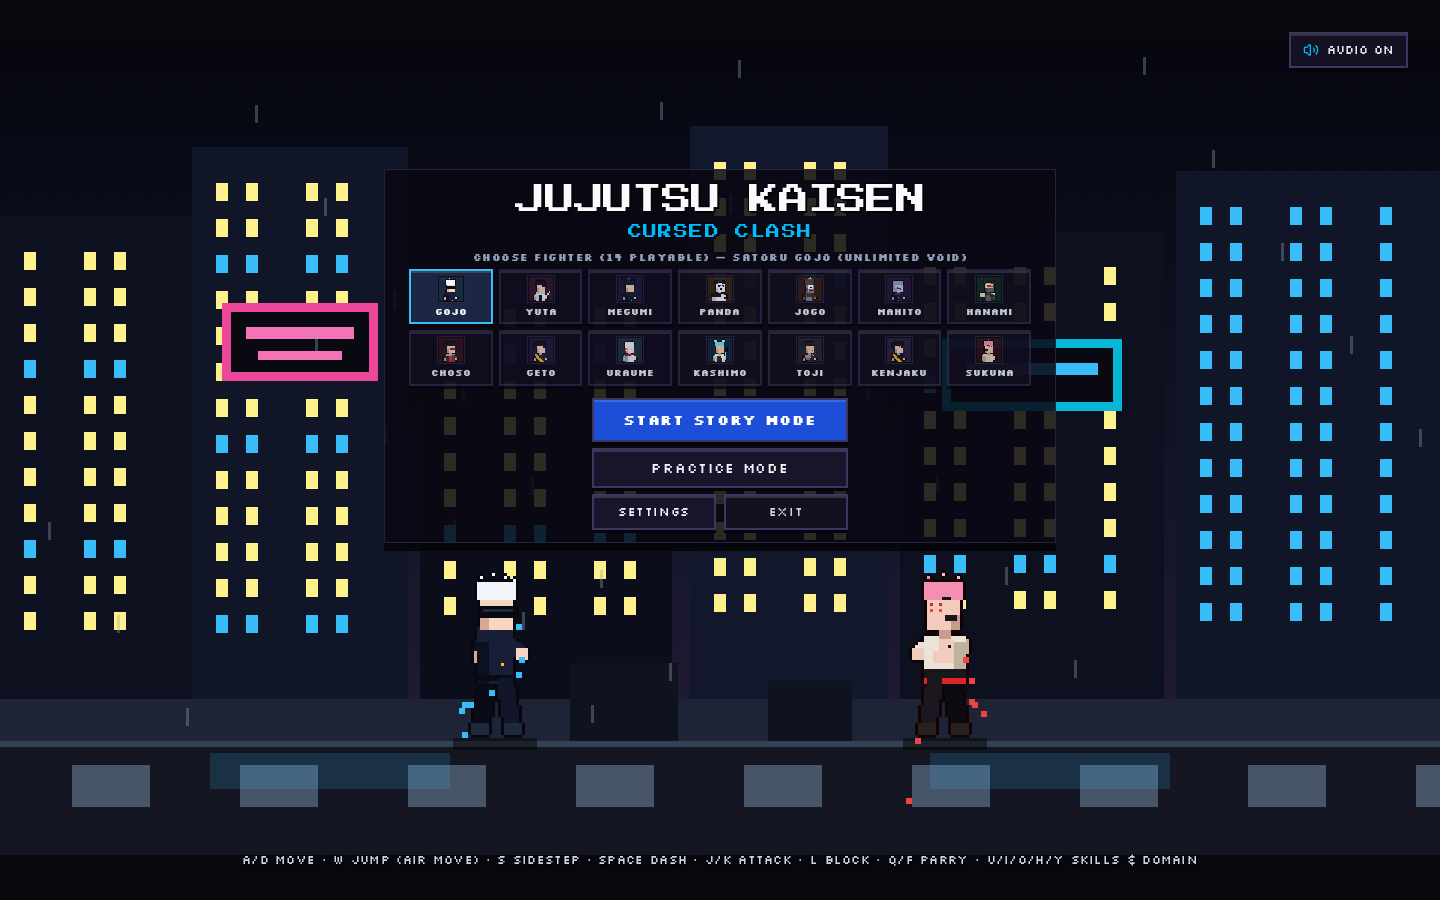 AUDIO ON
JUJUTSU KAISEN
CURSED CLASH
CHOOSE FIGHTER (14 PLAYABLE) — SATORU GOJO (UNLIMITED VOID)
GOJO YUTA MEGUMI PANDA JOGO MAHITO HANAMI
CHOSO GETO URAUME KASHIMO TOJI KENJAKU SUKUNA
START STORY MODE
PRACTICE MODE
SETTINGS EXIT
A/D MOVE · W JUMP (AIR MOVE) · S SIDESTEP · SPACE DASH · J/K ATTACK · L BLOCK · Q/F PARRY · U/I/O/H/Y SKILLS & DOMAIN